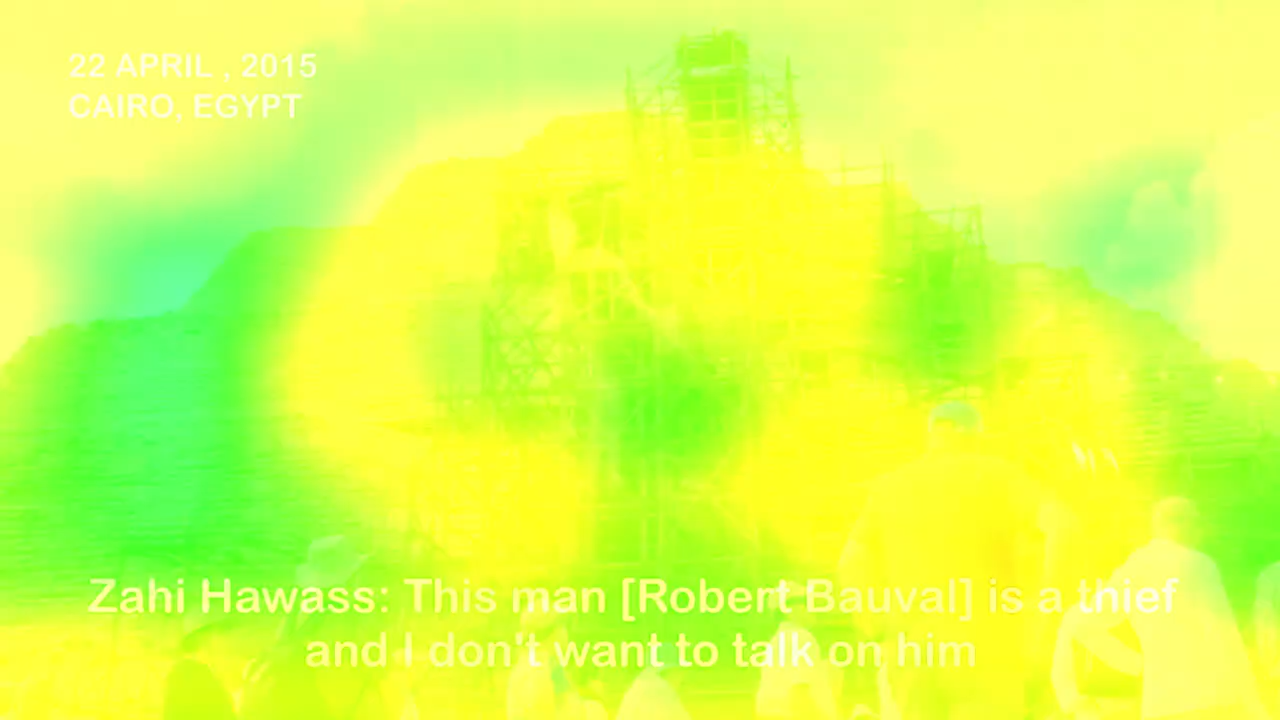 22 APRIL , 2015
CAIRO, EGYPT
Zahi Hawass: This man [Robert Bauval] is a thief
and I don't want to talk on him